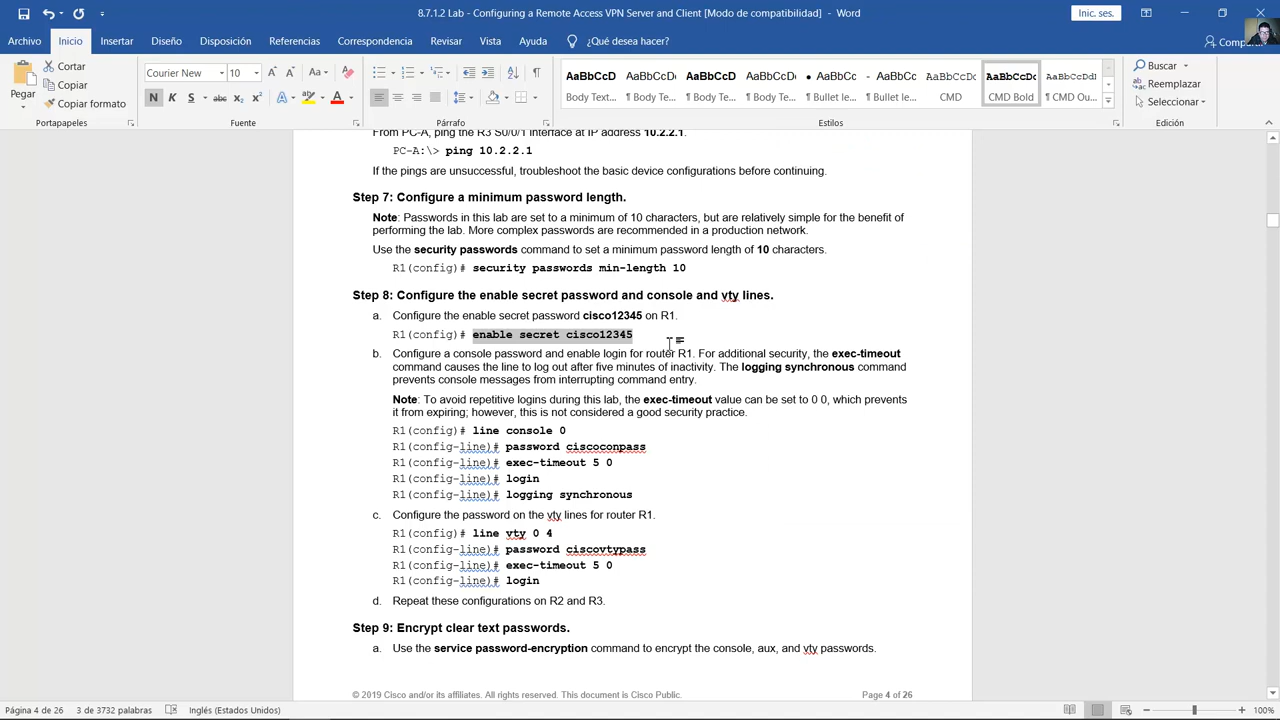 8.7.1.2 Lab - Configuring a Remote Access VPN Server and Client [Modo de compatibilidad] - Word
Inic. ses.
Archivo Inicio Insertar Diseño Disposición Referencias Correspondencia Revisar Vista Ayuda ¿Qué desea hacer?
Pegar
Cortar
Copiar
Copiar formato
Portapapeles
Courier New 10
N K S abc x₂ x²
Fuente
Párrafo
AaBbCcD AaBbCcDı AaBbCcD AaBbCcDı • AaBbCc - AaBbCc AaBbCcDı AaBbCcDc AaBbCcDdI
Body Text... ¶ Body Te... ¶ Body Te... ¶ Body Te... ¶ Bullet le... ¶ Bullet le... CMD CMD Bold ¶ CMD Ou...
Estilos
Buscar
Reemplazar
Seleccionar
Edición
From PC-A, ping the R3 S0/0/1 interface at IP address 10.2.2.1.
PC-A:\> ping 10.2.2.1
If the pings are unsuccessful, troubleshoot the basic device configurations before continuing.
Step 7: Configure a minimum password length.
Note: Passwords in this lab are set to a minimum of 10 characters, but are relatively simple for the benefit of
performing the lab. More complex passwords are recommended in a production network.
Use the security passwords command to set a minimum password length of 10 characters.
R1(config)# security passwords min-length 10
Step 8: Configure the enable secret password and console and vty lines.
a. Configure the enable secret password cisco12345 on R1.
R1(config)# enable secret cisco12345
b. Configure a console password and enable login for router R1. For additional security, the exec-timeout
command causes the line to log out after five minutes of inactivity. The logging synchronous command
prevents console messages from interrupting command entry.
Note: To avoid repetitive logins during this lab, the exec-timeout value can be set to 0 0, which prevents
it from expiring; however, this is not considered a good security practice.
R1(config)# line console 0
R1(config-line)# password ciscoconpass
R1(config-line)# exec-timeout 5 0
R1(config-line)# login
R1(config-line)# logging synchronous
c. Configure the password on the vty lines for router R1.
R1(config)# line vty 0 4
R1(config-line)# password ciscovtypass
R1(config-line)# exec-timeout 5 0
R1(config-line)# login
d. Repeat these configurations on R2 and R3.
Step 9: Encrypt clear text passwords.
a. Use the service password-encryption command to encrypt the console, aux, and vty passwords.
© 2019 Cisco and/or its affiliates. All rights reserved. This document is Cisco Public. Page 4 of 26
Página 4 de 26 3 de 3732 palabras Inglés (Estados Unidos) 100%